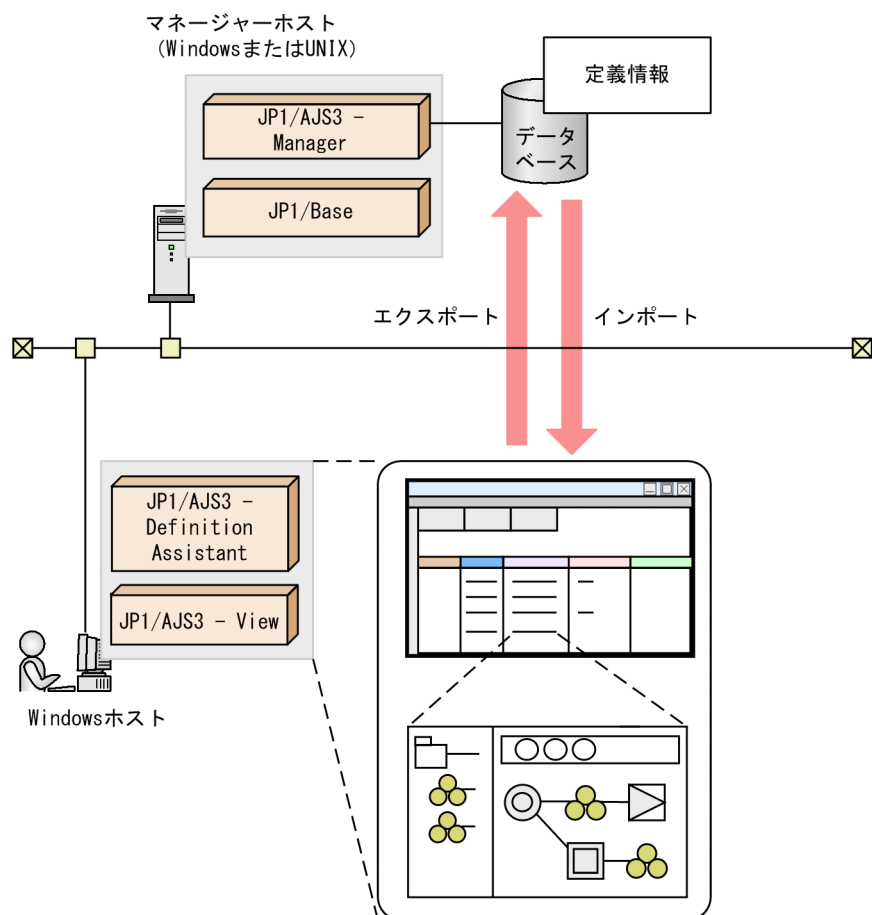 マネージャーホスト
（WindowsまたはUNIX）
定義情報
JP1/AJS3 -
Manager
データ
ベース
JP1/Base
エクスポート
インポート
JP1/AJS3 -
Definition
Assistant
JP1/AJS3 - View
Windowsホスト